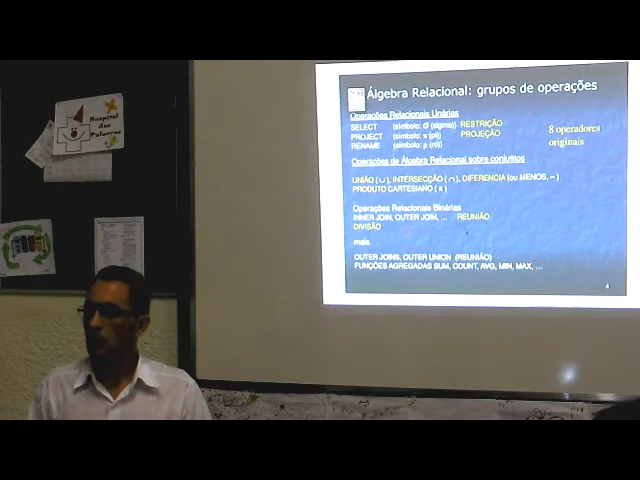 Hospital
das
Palavras
Álgebra Relacional: grupos de operações
Operações Relacionais Unárias
SELECT (símbolo: σ (sigma)) RESTRIÇÃO
PROJECT (símbolo: π (pi)) PROJEÇÃO
RENAME (símbolo: ρ (rô))
8 operadores
originais
Operações de Álgebra Relacional sobre conjuntos
UNIÃO ( ∪ ), INTERSECÇÃO ( ∩ ), DIFERENCIA (ou MENOS, – )
PRODUTO CARTESIANO ( x )
Operações Relacionais Binárias
INNER JOIN, OUTER JOIN, ... REUNIÃO
DIVISÃO
mais
OUTER JOINS, OUTER UNION (REUNIÃO)
FUNÇÕES AGREGADAS SUM, COUNT, AVG, MIN, MAX, ...
4